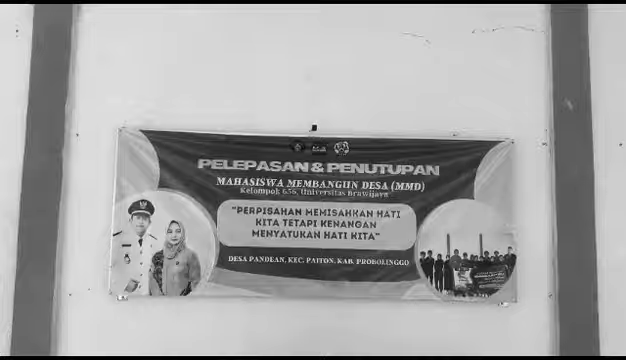 PELEPASAN & PENUTUPAN
MAHASISWA MEMBANGUN DESA (MMD)
Kelompok 656, Universitas Brawijaya
"PERPISAHAN MEMISAHKAN HATI
KITA TETAPI KENANGAN
MENYATUKAN HATI KITA"
DESA PANDEAN, KEC. PAITON, KAB. PROBOLINGGO